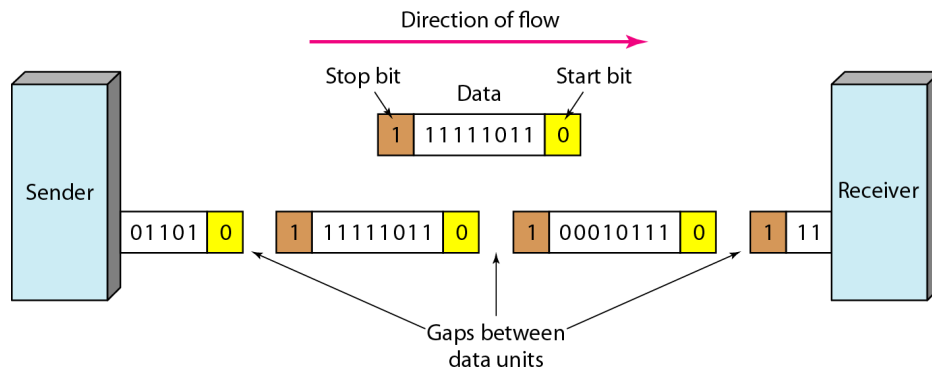 Direction of flow
Stop bit
Data
Start bit
1 11111011 0
Sender
Receiver
01101 0
1 11111011 0
1 00010111 0
1 11
Gaps between
data units